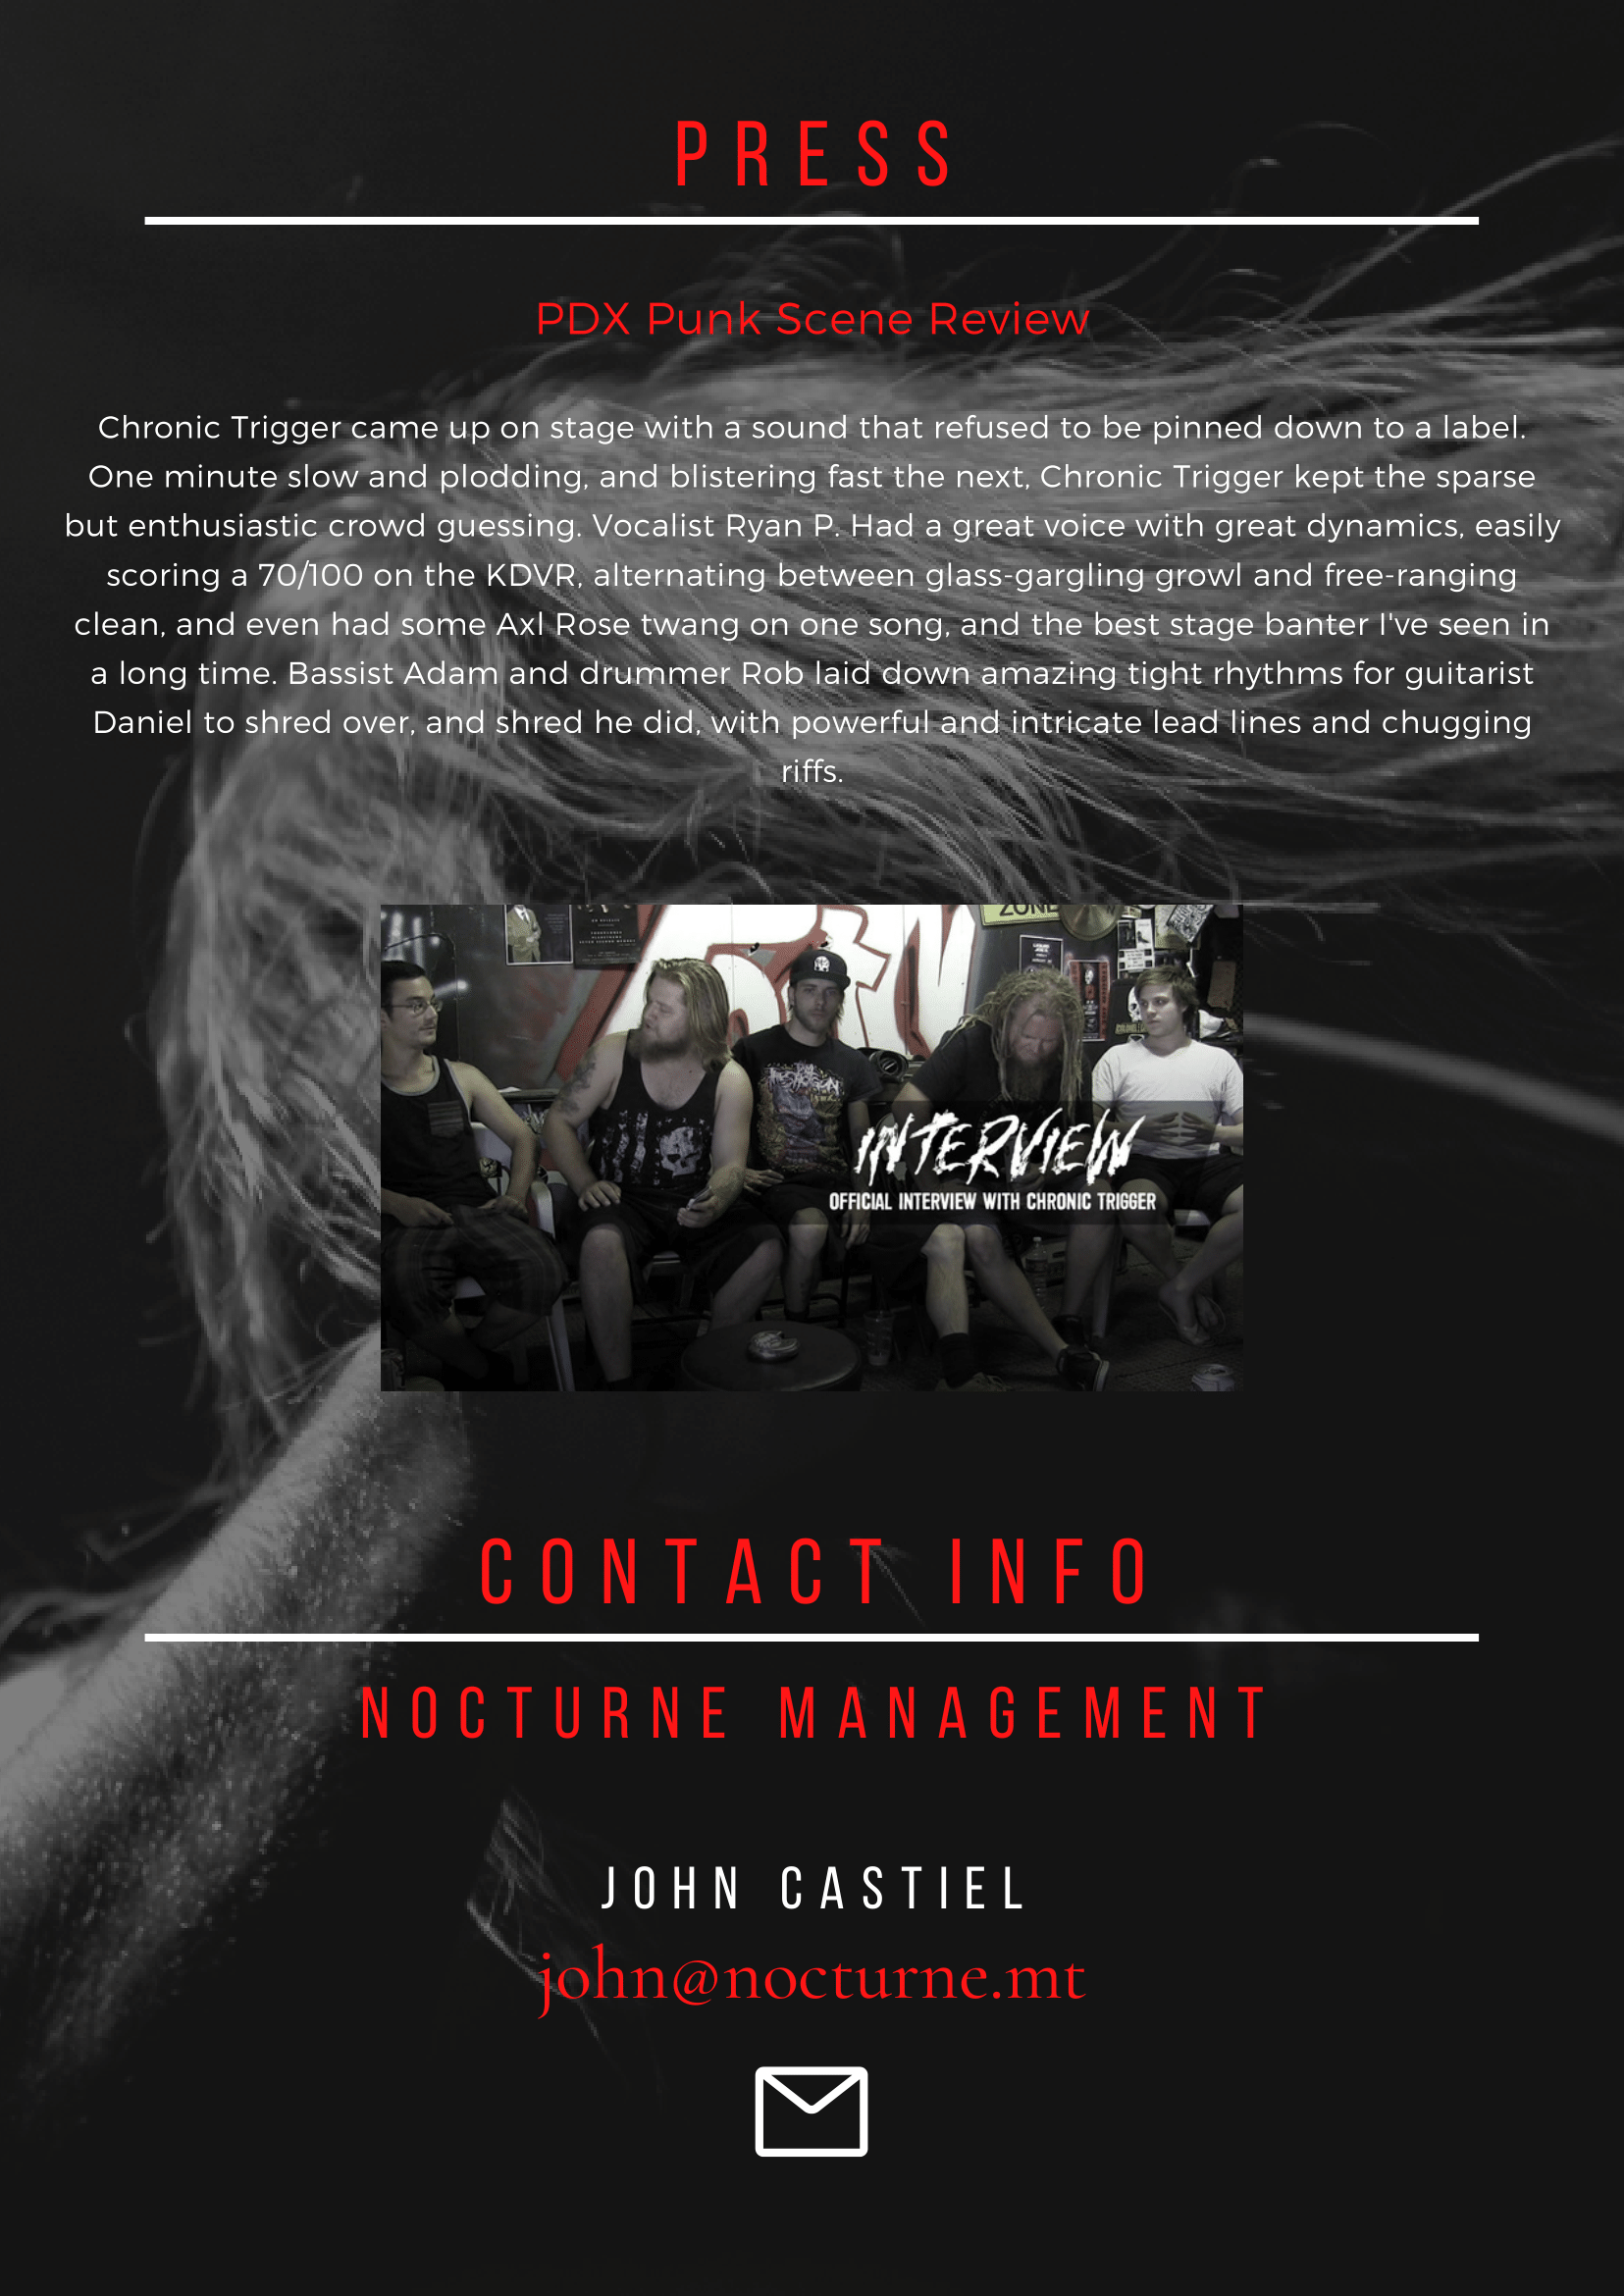 PRESS
PDX Punk Scene Review
Chronic Trigger came up on stage with a sound that refused to be pinned down to a label.
One minute slow and plodding, and blistering fast the next, Chronic Trigger kept the sparse
but enthusiastic crowd guessing. Vocalist Ryan P. Had a great voice with great dynamics, easily
scoring a 70/100 on the KDVR, alternating between glass-gargling growl and free-ranging
clean, and even had some Axl Rose twang on one song, and the best stage banter I've seen in
a long time. Bassist Adam and drummer Rob laid down amazing tight rhythms for guitarist
Daniel to shred over, and shred he did, with powerful and intricate lead lines and chugging
riffs.
ZONE
INTERVIEW
OFFICIAL INTERVIEW WITH CHRONIC TRIGGER
CONTACT INFO
NOCTURNE MANAGEMENT
JOHN CASTIEL
john@nocturne.mt